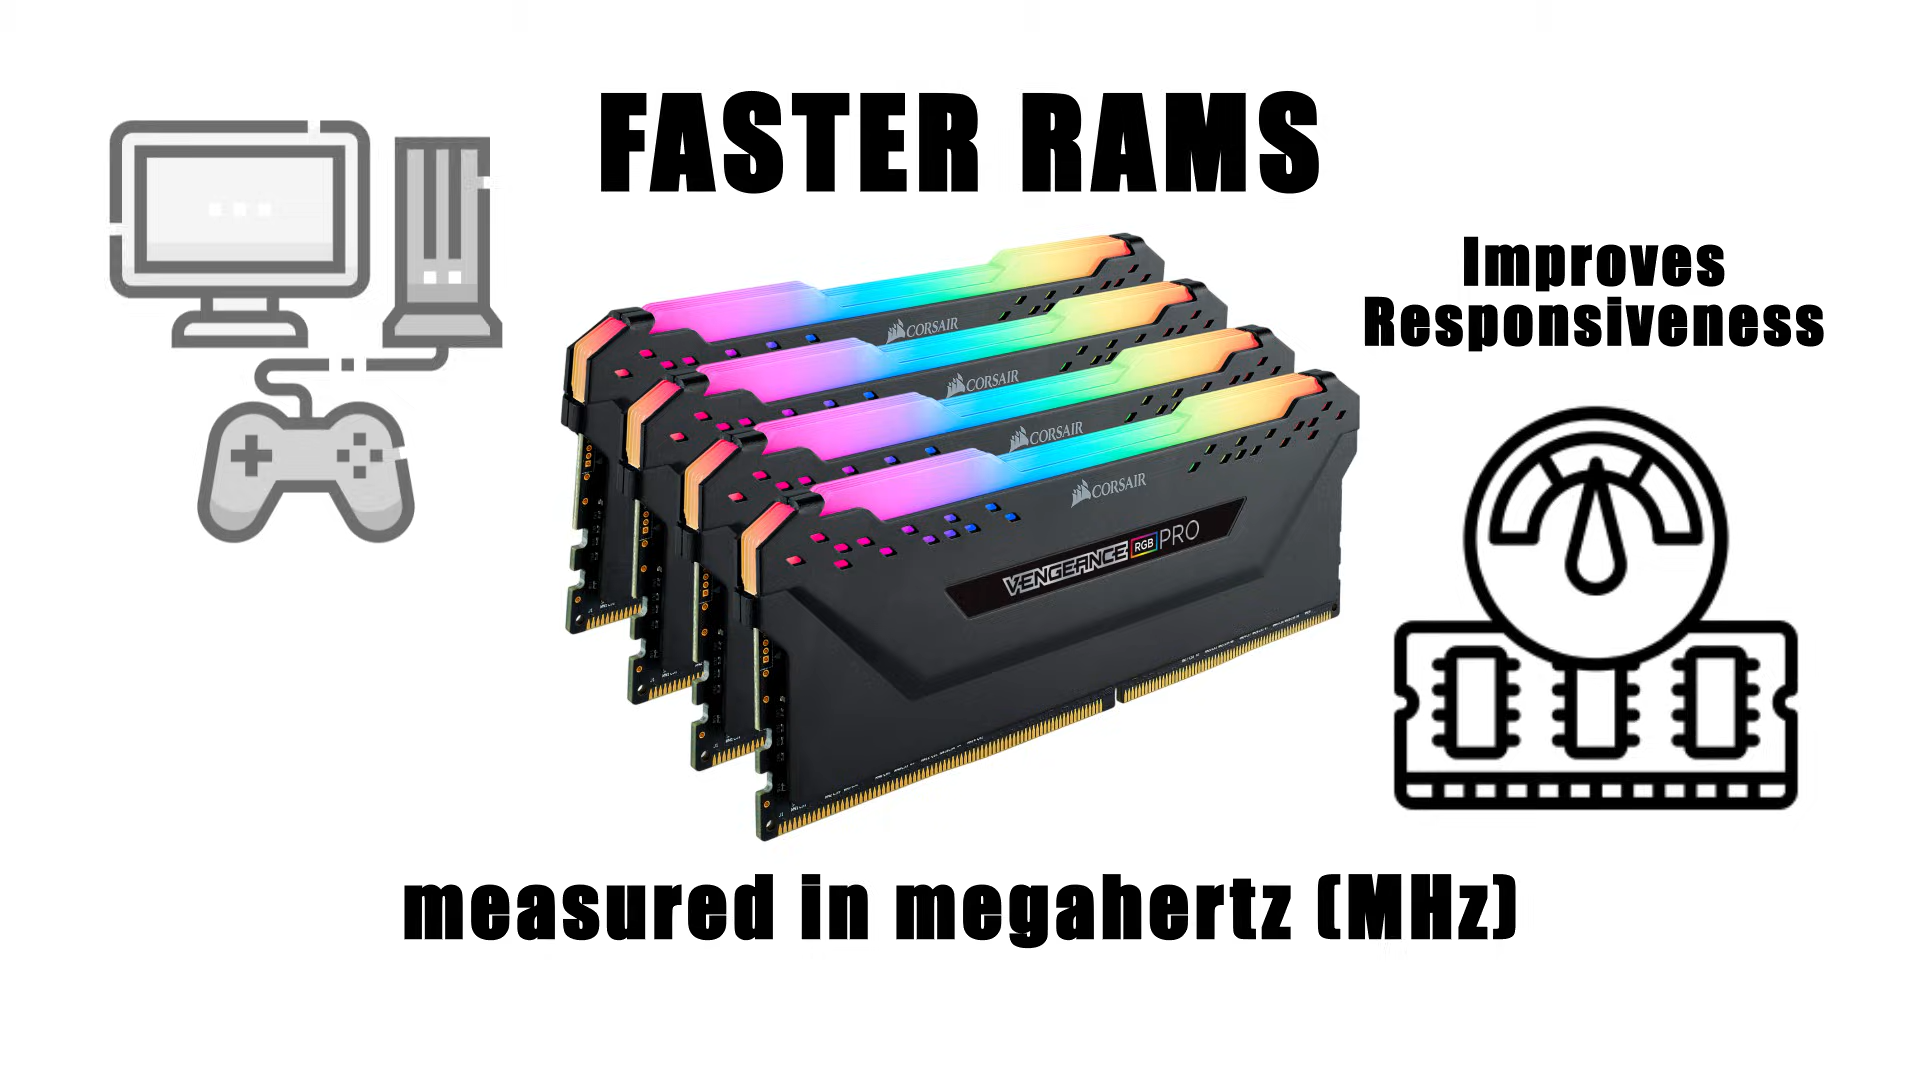 FASTER RAMS
Improves
Responsiveness
CORSAIR
CORSAIR
CORSAIR
CORSAIR
VENGEANCE RGB PRO
measured in megahertz (MHz)